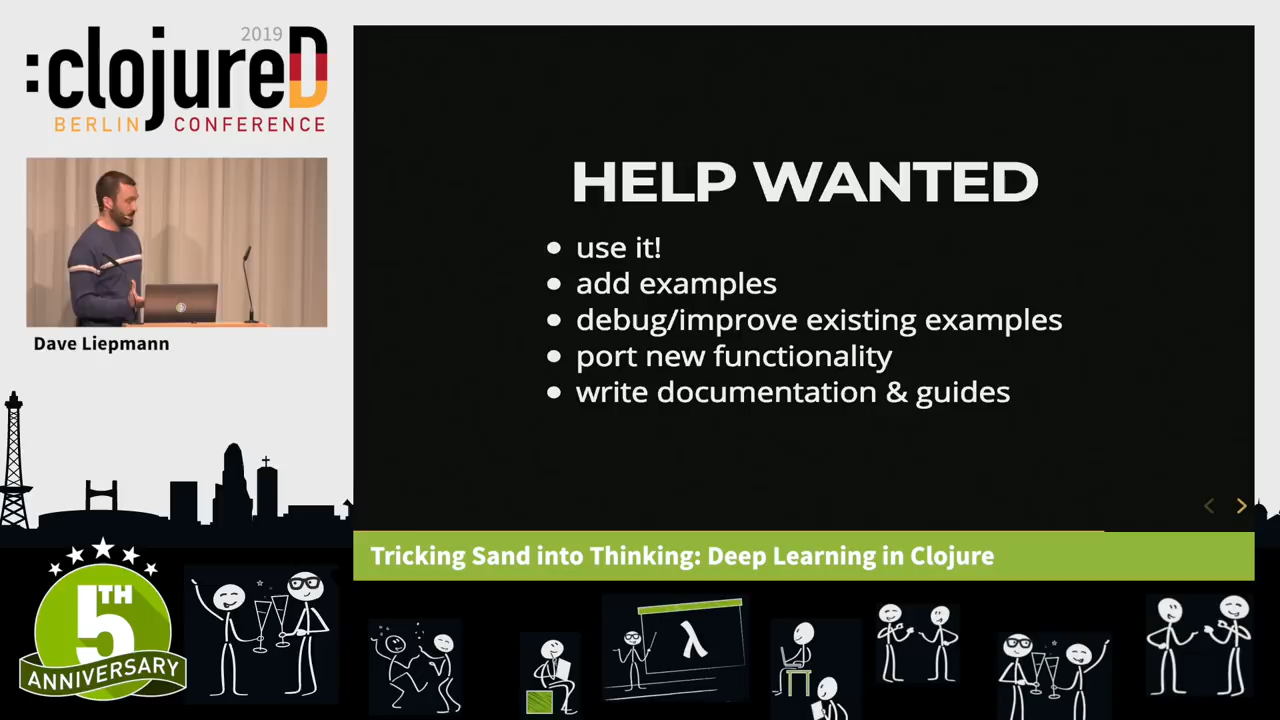 2019
:clojureD
BERLIN CONFERENCE
Dave Liepmann
HELP WANTED
• use it!
• add examples
• debug/improve existing examples
• port new functionality
• write documentation & guides
Tricking Sand into Thinking: Deep Learning in Clojure
5TH
ANNIVERSARY
λ